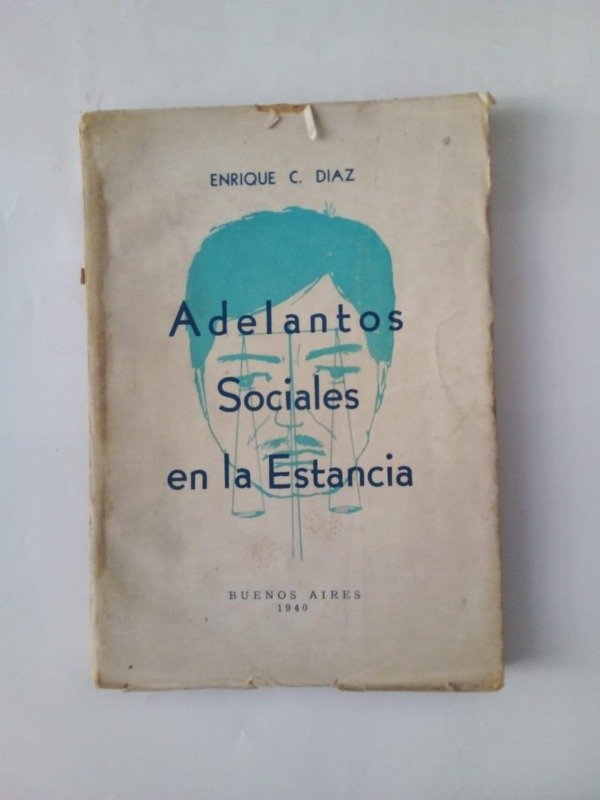 ENRIQUE C. DIAZ
Adelantos
Sociales
en la Estancia
BUENOS AIRES
1940